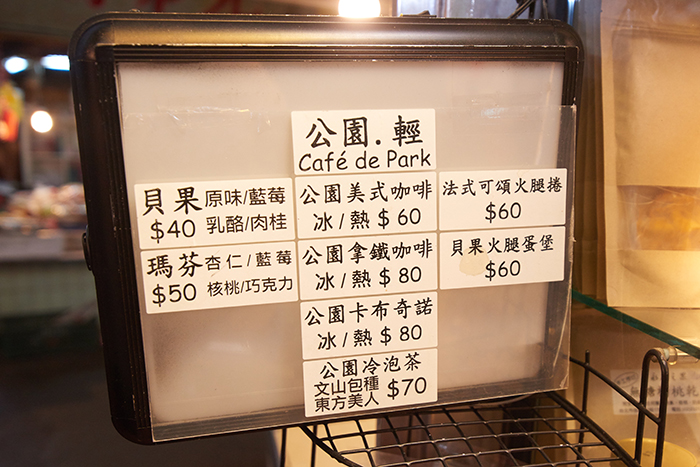 公園.輕
Café de Park
貝果 原味/藍莓
$40 乳酪/肉桂
瑪芬 杏仁/藍莓
$50 核桃/巧克力
公園美式咖啡
冰/熱 $60
公園拿鐵咖啡
冰/熱 $80
公園卡布奇諾
冰/熱 $80
公園冷泡茶
文山包種 $70
東方美人
法式可頌火腿捲
$60
貝果火腿蛋堡
$60